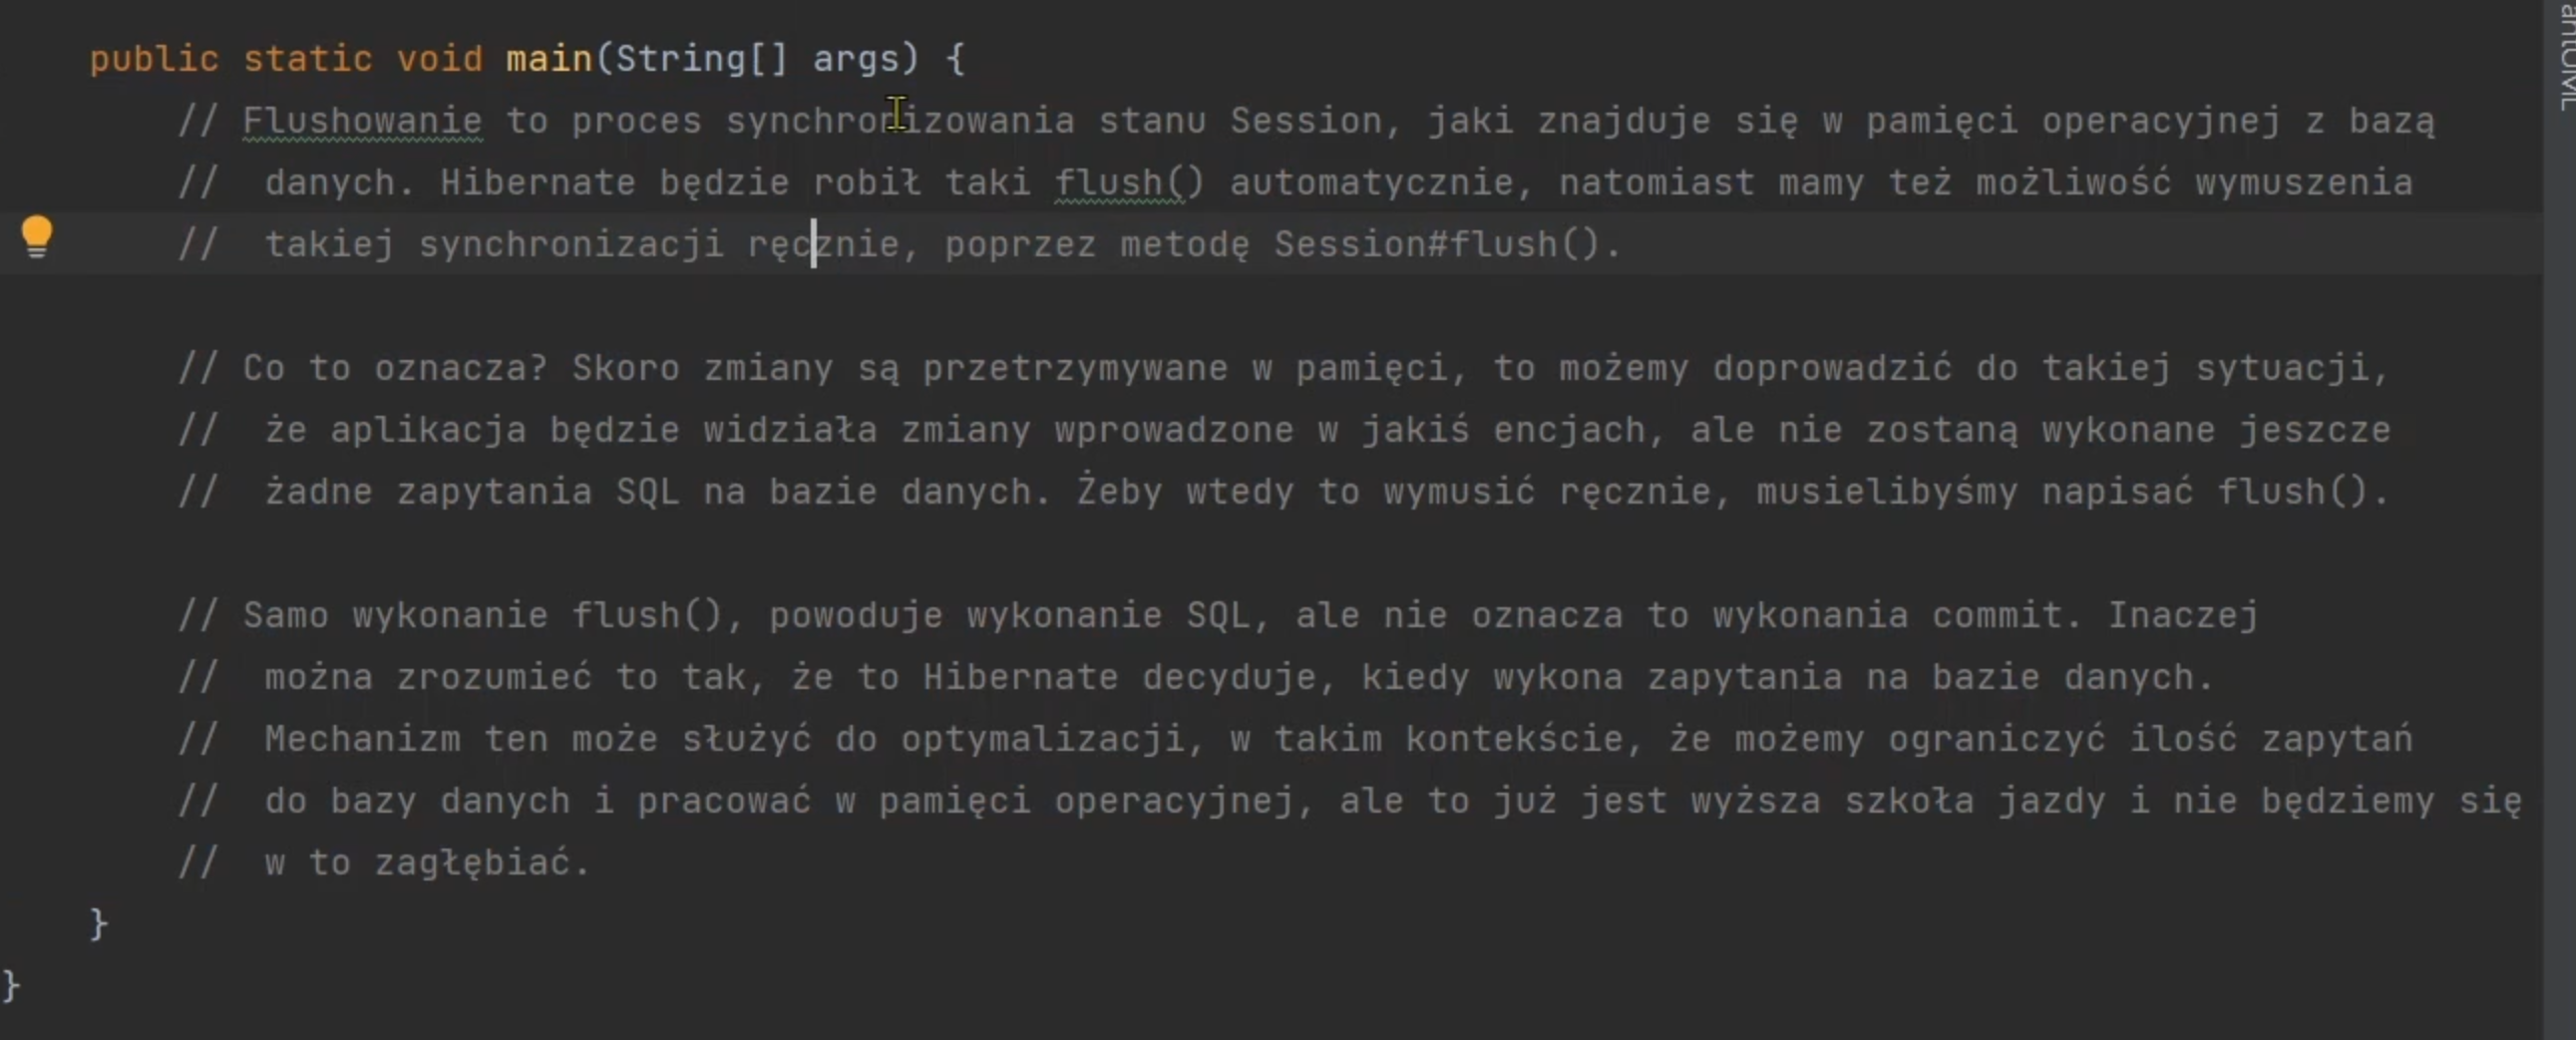 public static void main(String[] args) {
// Flushowanie to proces synchronizowania stanu Session, jaki znajduje się w pamięci operacyjnej z bazą
//  danych. Hibernate będzie robił taki flush() automatycznie, natomiast mamy też możliwość wymuszenia
//  takiej synchronizacji ręcznie, poprzez metodę Session#flush().
// Co to oznacza? Skoro zmiany są przetrzymywane w pamięci, to możemy doprowadzić do takiej sytuacji,
//  że aplikacja będzie widziała zmiany wprowadzone w jakiś encjach, ale nie zostaną wykonane jeszcze
//  żadne zapytania SQL na bazie danych. Żeby wtedy to wymusić ręcznie, musielibyśmy napisać flush().
// Samo wykonanie flush(), powoduje wykonanie SQL, ale nie oznacza to wykonania commit. Inaczej
//  można zrozumieć to tak, że to Hibernate decyduje, kiedy wykona zapytania na bazie danych.
//  Mechanizm ten może służyć do optymalizacji, w takim kontekście, że możemy ograniczyć ilość zapytań
//  do bazy danych i pracować w pamięci operacyjnej, ale to już jest wyższa szkoła jazdy i nie będziemy się
//  w to zagłębiać.
}
}